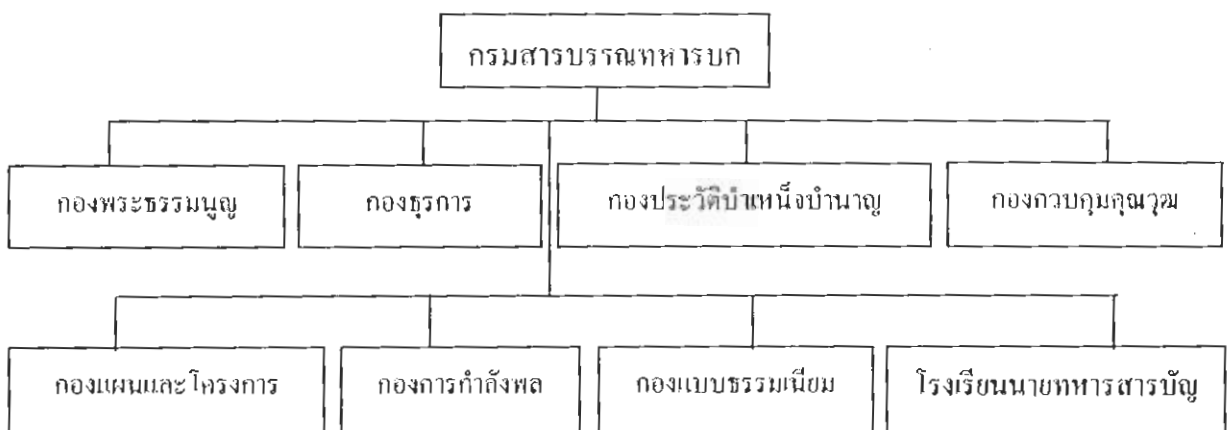 กรมสารบรรณทหารบก
กองพระธรรมนูญ
กองธุรการ
กองประวัติบำเหน็จบำนาญ
กองควบคุมคุณวุฒ
กองแผนและโครงการ
กองการกำลังพล
กองแบบธรรมเนียม
โรงเรียนนายทหารสารบัญ